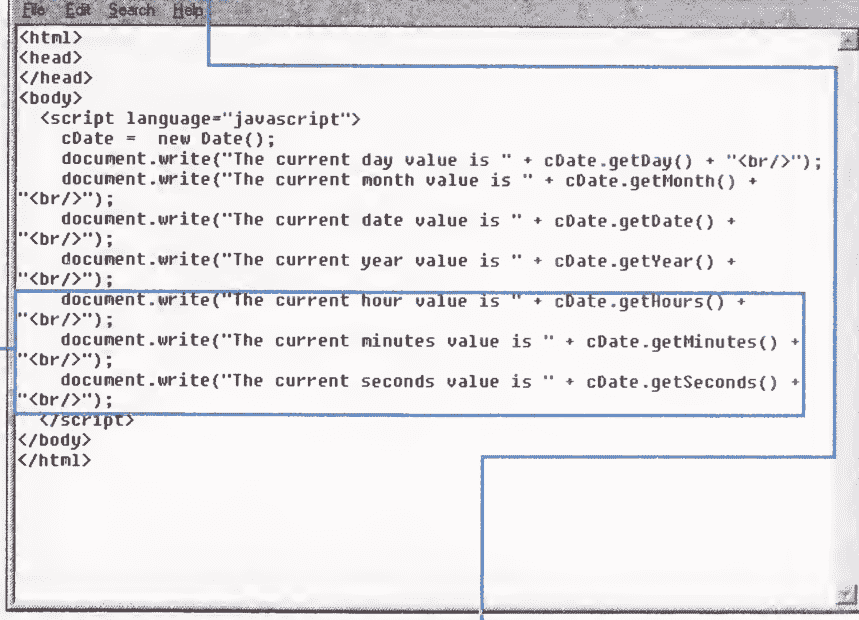 File Edit Search Help
<html>
<head>
</head>
<body>
  <script language="javascript">
    cDate =  new Date();
    document.write("The current day value is " + cDate.getDay() + "<br/>");
    document.write("The current month value is " + cDate.getMonth() +
"<br/>");
    document.write("The current date value is " + cDate.getDate() +
"<br/>");
    document.write("The current year value is " + cDate.getYear() +
"<br/>");
    document.write("The current hour value is " + cDate.getHours() +
"<br/>");
    document.write("The current minutes value is " + cDate.getMinutes() +
"<br/>");
    document.write("The current seconds value is " + cDate.getSeconds() +
"<br/>");
  </script>
</body>
</html>